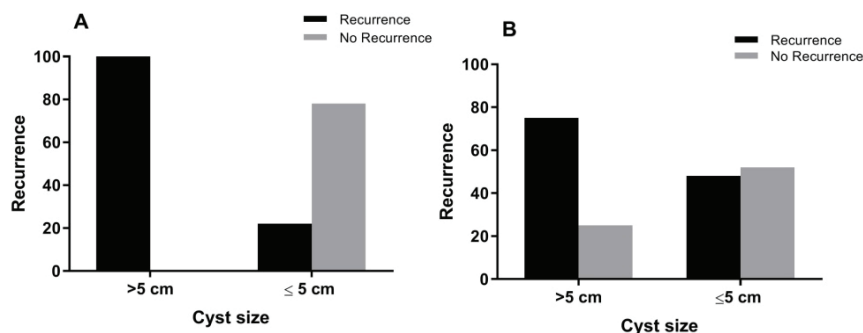 A
Recurrence
No Recurrence
100
80
60
40
20
0
Recurrence
>5 cm
≤ 5 cm
Cyst size
B
Recurrence
No Recurrence
100
80
60
40
20
0
Recurrence
>5 cm
≤5 cm
Cyst size